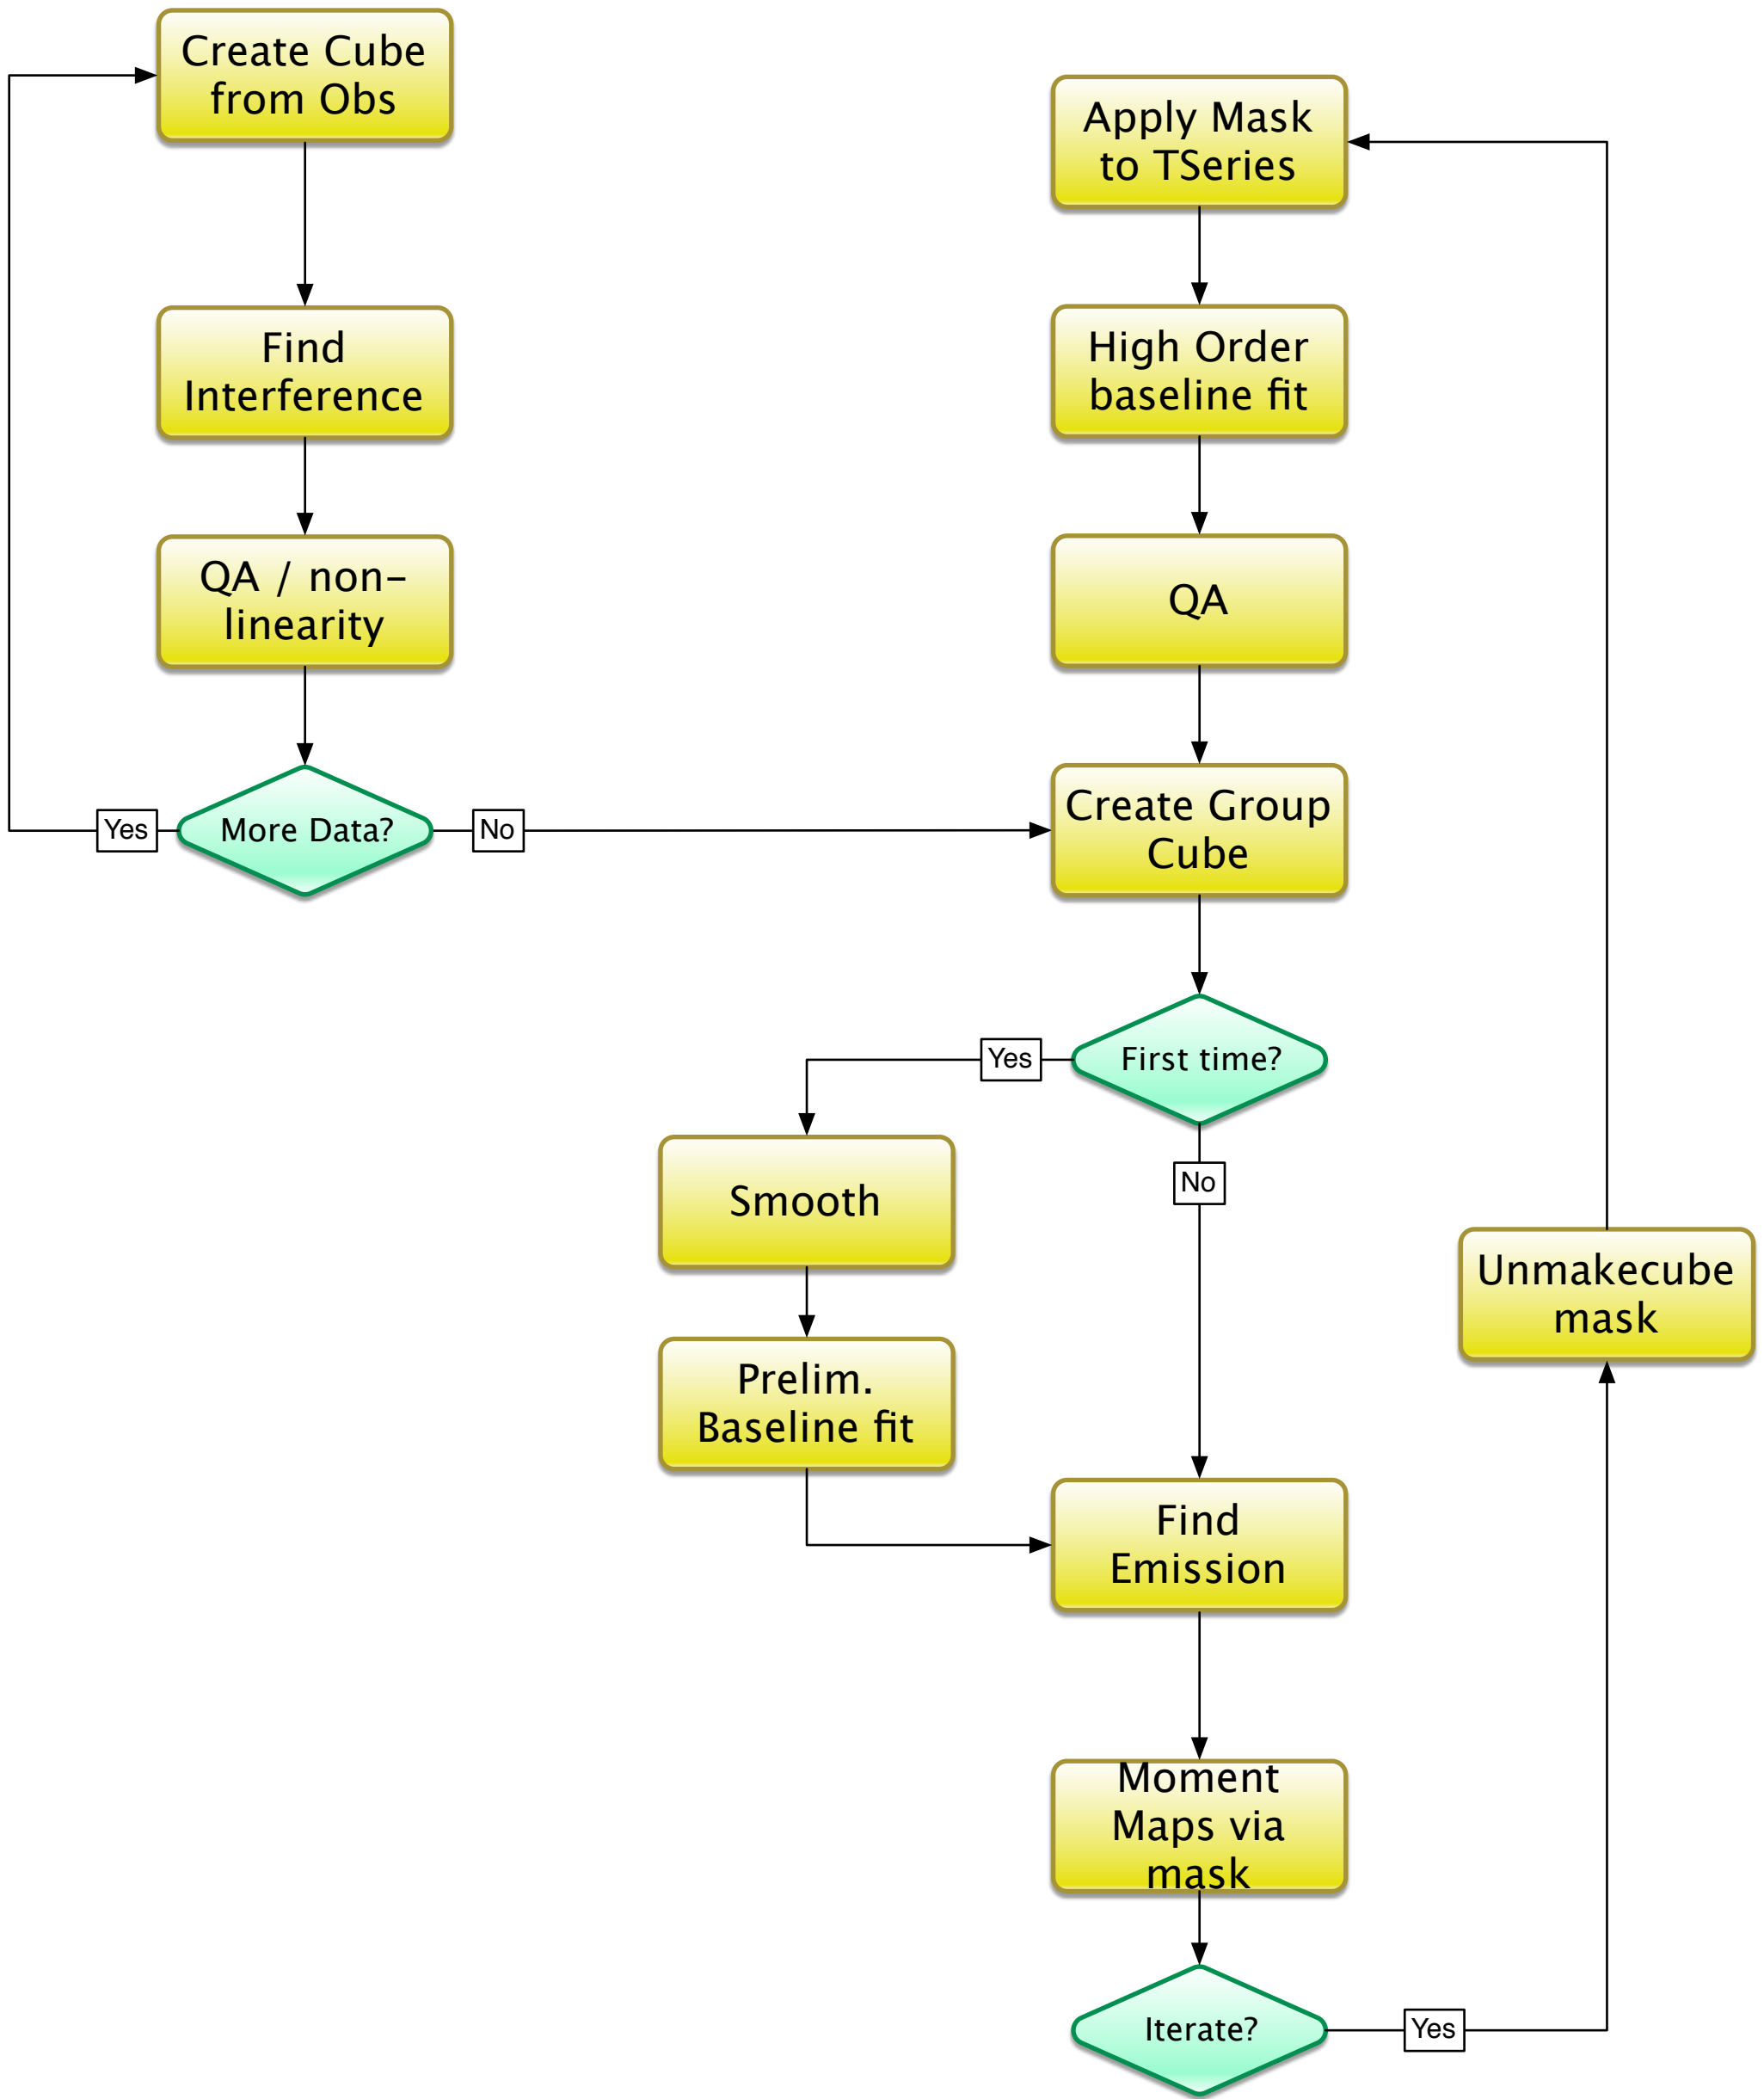 Create Cube
from Obs
Find
Interference
QA / non-
linearity
More Data?
Yes
No
Apply Mask
to TSeries
High Order
baseline fit
QA
Create Group
Cube
First time?
Yes
No
Smooth
Prelim.
Baseline fit
Find
Emission
Moment
Maps via
mask
Iterate?
Yes
Unmakecube
mask